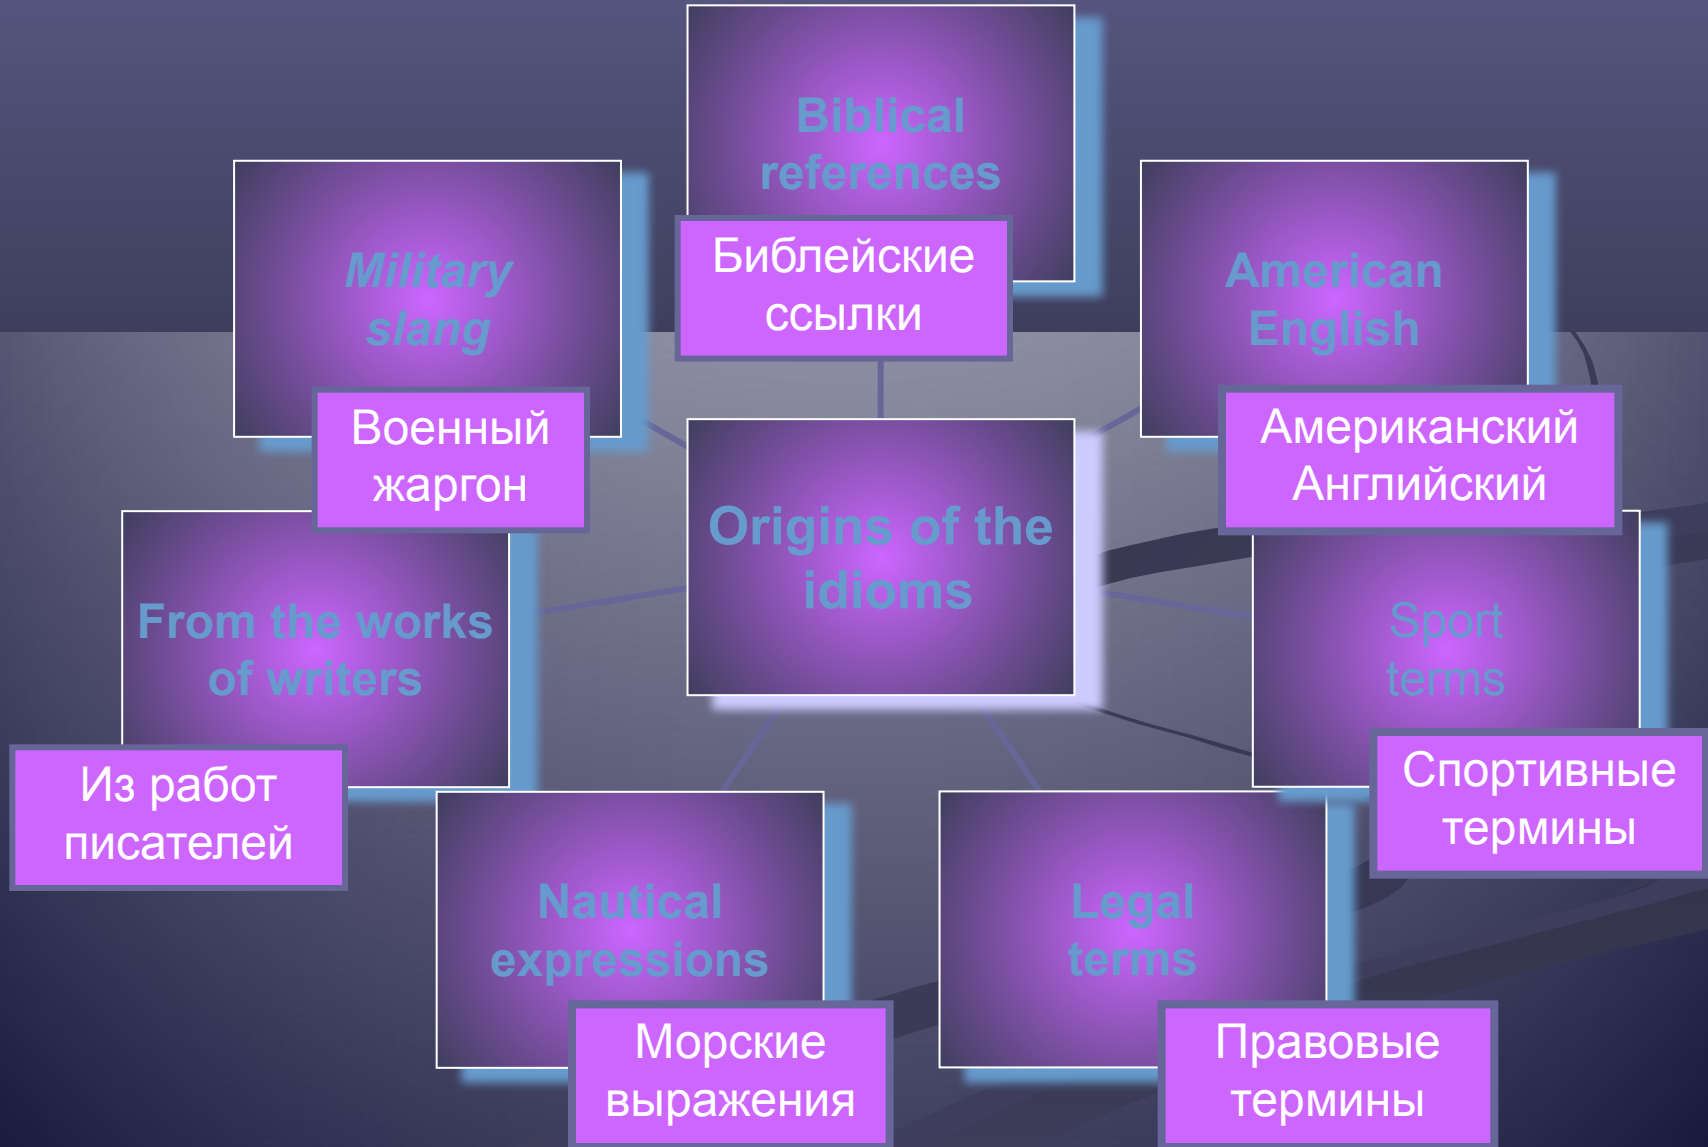 Biblical
references
Библейские
ссылки
Military
slang
Военный
жаргон
American
English
Американский
Английский
Origins of the
idioms
From the works
of writers
Из работ
писателей
Sport
terms
Спортивные
термины
Nautical
expressions
Морские
выражения
Legal
terms
Правовые
термины